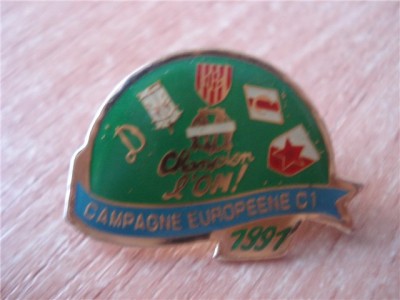 Champion
l'OM!
CAMPAGNE EUROPEENE C1
1991